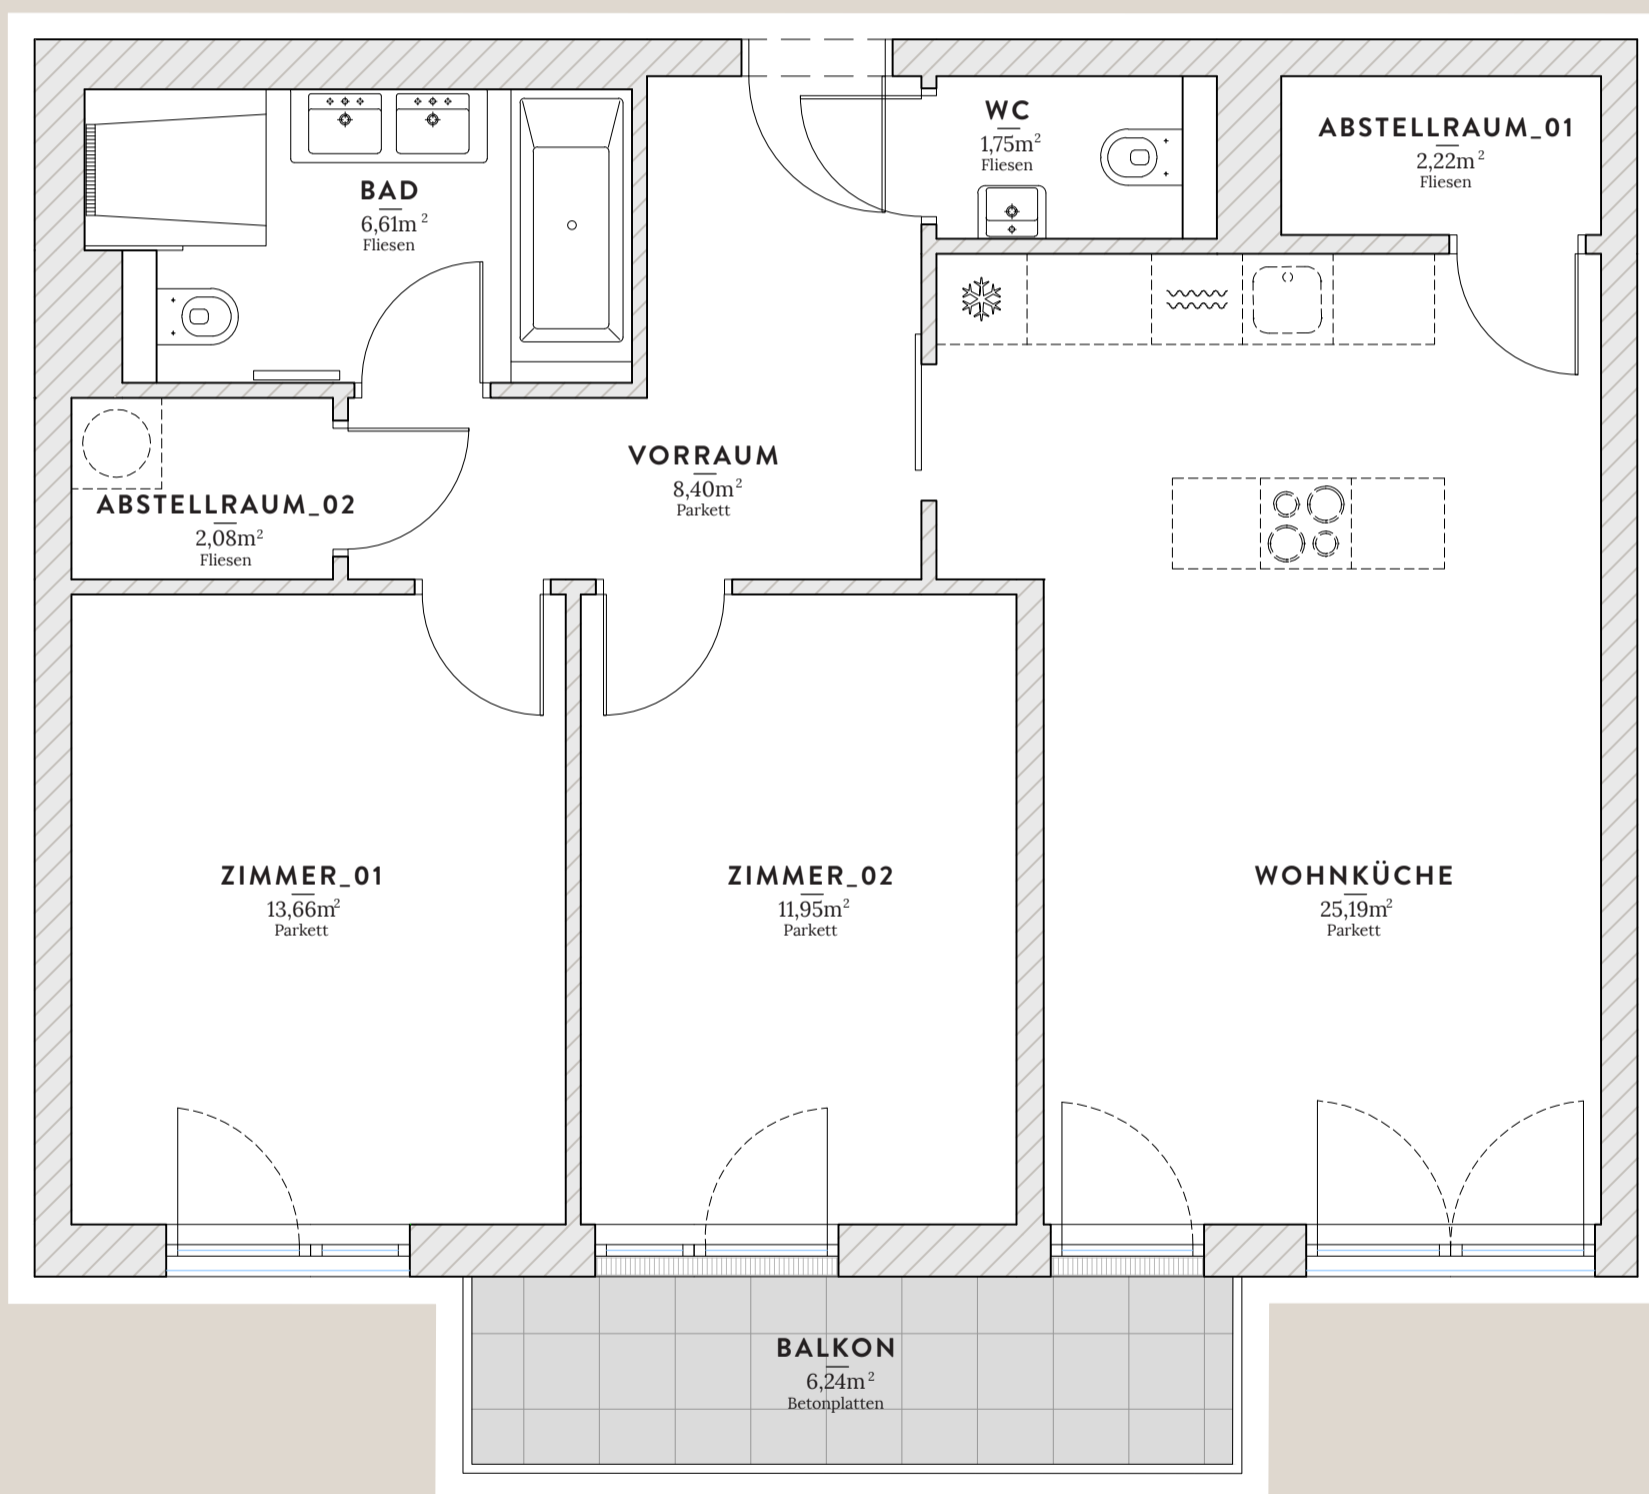 WC
1,75m²
Fliesen
ABSTELLRAUM_01
2,22m²
Fliesen
BAD
6,61m²
Fliesen
VORRAUM
8,40m²
Parkett
ABSTELLRAUM_02
2,08m²
Fliesen
ZIMMER_01
13,66m²
Parkett
ZIMMER_02
11,95m²
Parkett
WOHNKÜCHE
25,19m²
Parkett
BALKON
6,24m²
Betonplatten